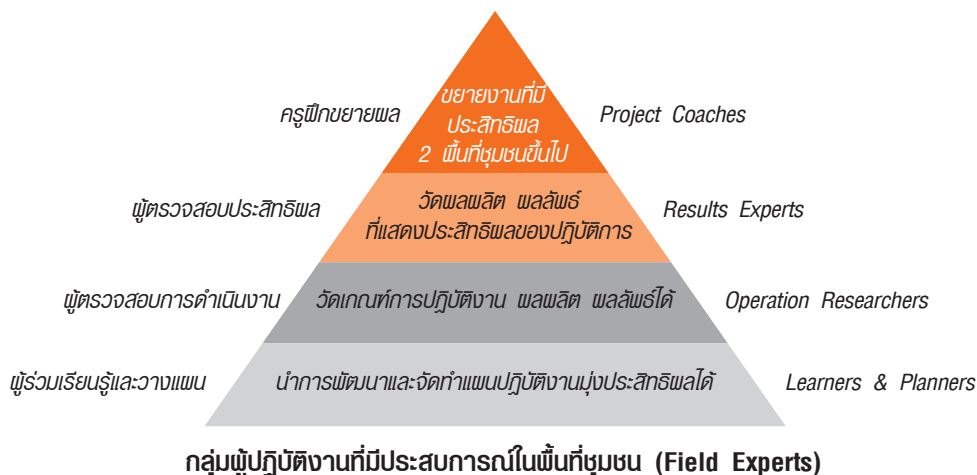 ครูฝึกขยายผล
ขยายงานที่มี
ประสิทธิผล
2 พื้นที่ชุมชนขึ้นไป
Project Coaches
ผู้ตรวจสอบประสิทธิผล
วัดผลผลิต ผลลัพธ์
ที่แสดงประสิทธิผลของปฏิบัติการ
Results Experts
ผู้ตรวจสอบการดำเนินงาน
วัดเกณฑ์การปฏิบัติงาน ผลผลิต ผลลัพธ์ได้
Operation Researchers
ผู้ร่วมเรียนรู้และวางแผน
นำการพัฒนาและจัดทำแผนปฏิบัติงานมุ่งประสิทธิผลได้
Learners & Planners
กลุ่มผู้ปฏิบัติงานที่มีประสบการณ์ในพื้นที่ชุมชน (Field Experts)